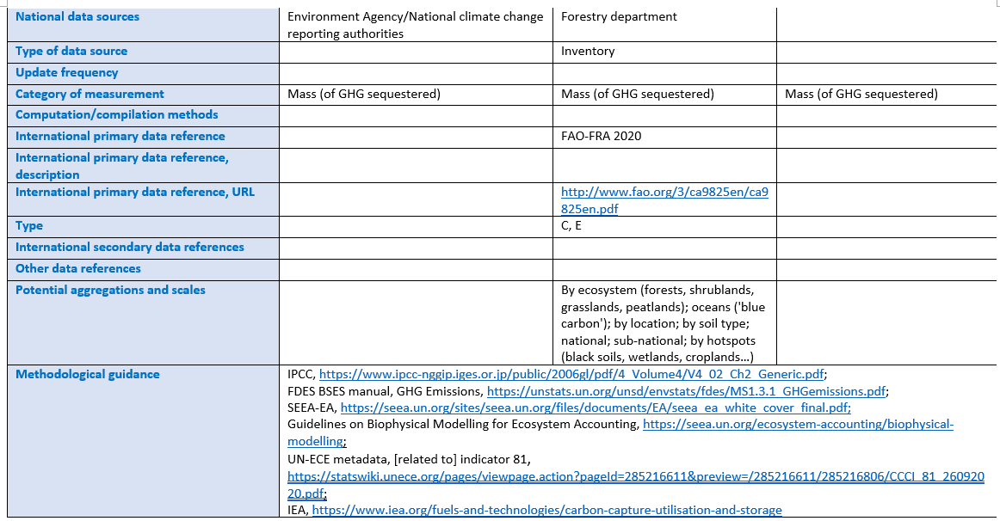 National data sources
Environment Agency/National climate change
reporting authorities
Forestry department
Type of data source
Inventory
Update frequency
Category of measurement
Mass (of GHG sequestered)
Mass (of GHG sequestered)
Mass (of GHG sequestered)
Computation/compilation methods
International primary data reference
FAO-FRA 2020
International primary data reference,
description
International primary data reference, URL
http://www.fao.org/3/ca9825en/ca9
825en.pdf
Type
C, E
International secondary data references
Other data references
Potential aggregations and scales
By ecosystem (forests, shrublands,
grasslands, peatlands); oceans ('blue
carbon'); by location; by soil type;
national; sub-national; by hotspots
(black soils, wetlands, croplands…)
Methodological guidance
IPCC, https://www.ipcc-nggip.iges.or.jp/public/2006gl/pdf/4_Volume4/V4_02_Ch2_Generic.pdf;
FDES BSES manual, GHG Emissions, https://unstats.un.org/unsd/envstats/fdes/MS1.3.1_GHGemissions.pdf;
SEEA-EA, https://seea.un.org/sites/seea.un.org/files/documents/EA/seea_ea_white_cover_final.pdf;
Guidelines on Biophysical Modelling for Ecosystem Accounting, https://seea.un.org/ecosystem-accounting/biophysical-
modelling;
UN-ECE metadata, [related to] indicator 81,
https://statswiki.unece.org/pages/viewpage.action?pageId=285216611&preview=/285216611/285216806/CCCI_81_260920
20.pdf;
IEA, https://www.iea.org/fuels-and-technologies/carbon-capture-utilisation-and-storage